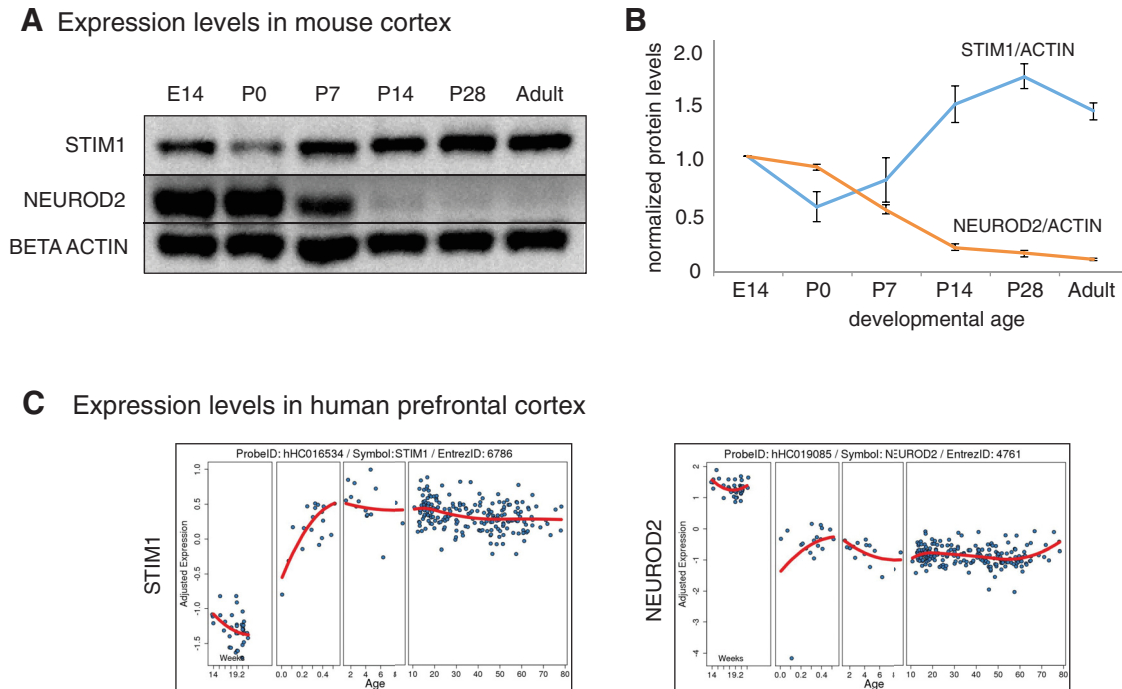 A Expression levels in mouse cortex
E14 P0 P7 P14 P28 Adult
STIM1
NEUROD2
BETA ACTIN
B
normalized protein levels
2.0
1.5
1.0
0.5
0
STIM1/ACTIN
NEUROD2/ACTIN
E14 P0 P7 P14 P28 Adult
developmental age
C Expression levels in human prefrontal cortex
STIM1
ProbeID: hHC016534 / Symbol:STIM1 / EntrezID: 6786
Adjusted Expression
1.0
0.5
0.0
-0.5
-1.0
-1.5
Weeks
14 19.2 0.0 0.2 0.4 2 4 6 8 10 20 30 40 50 60 70 80
Age
NEUROD2
ProbeID: hHC019085 / Symbol: NEUROD2 / EntrezID: 4761
Adjusted Expression
2
1
0
-1
-2
-3
-4
Weeks
14 19.2 0.0 0.2 0.4 2 4 6 8 10 20 30 40 50 60 70 80
Age